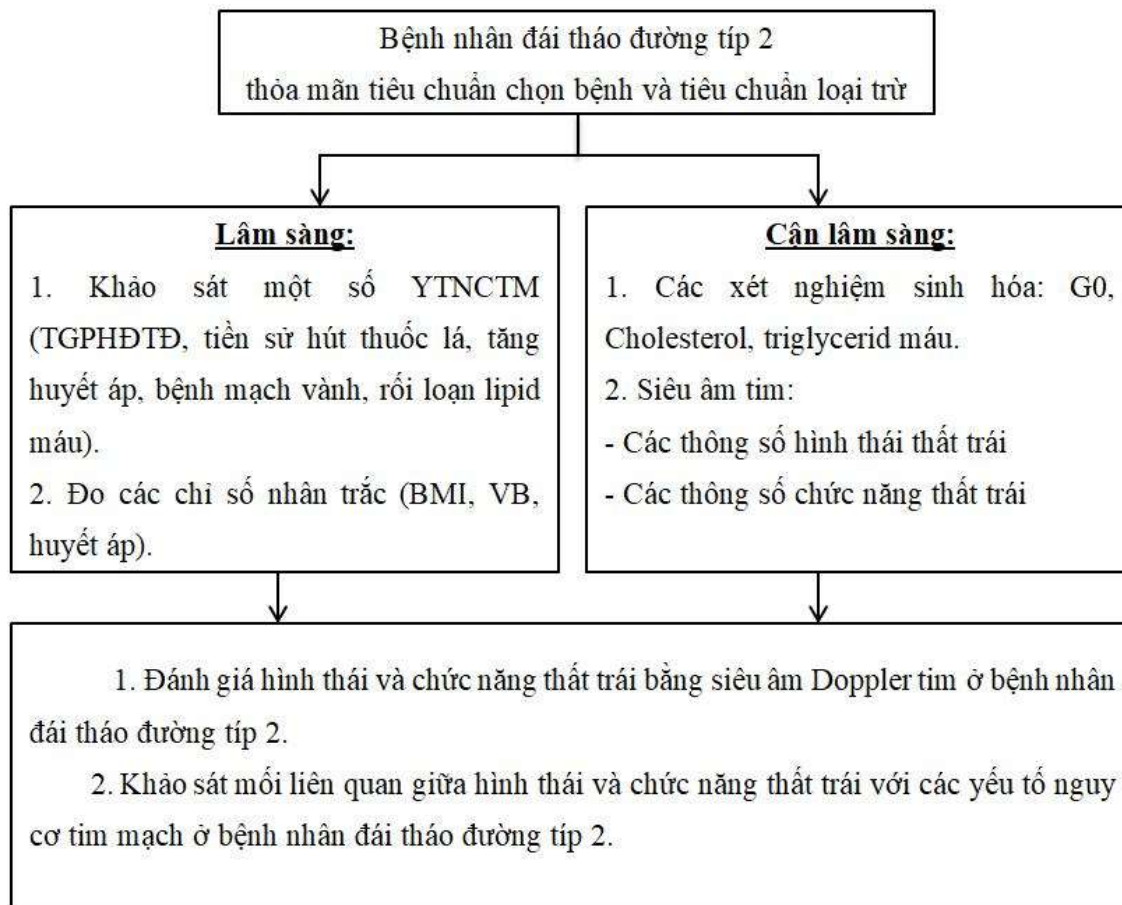 Bệnh nhân đái tháo đường típ 2
thỏa mãn tiêu chuẩn chọn bệnh và tiêu chuẩn loại trừ
Lâm sàng:
1. Khảo sát một số YTNCTM
(TGPHĐTĐ, tiền sử hút thuốc lá, tăng
huyết áp, bệnh mạch vành, rối loạn lipid
máu).
2. Đo các chỉ số nhân trắc (BMI, VB,
huyết áp).
Cận lâm sàng:
1. Các xét nghiệm sinh hóa: G0,
Cholesterol, triglycerid máu.
2. Siêu âm tim:
- Các thông số hình thái thất trái
- Các thông số chức năng thất trái
1. Đánh giá hình thái và chức năng thất trái bằng siêu âm Doppler tim ở bệnh nhân
đái tháo đường típ 2.
2. Khảo sát mối liên quan giữa hình thái và chức năng thất trái với các yếu tố nguy
cơ tim mạch ở bệnh nhân đái tháo đường típ 2.